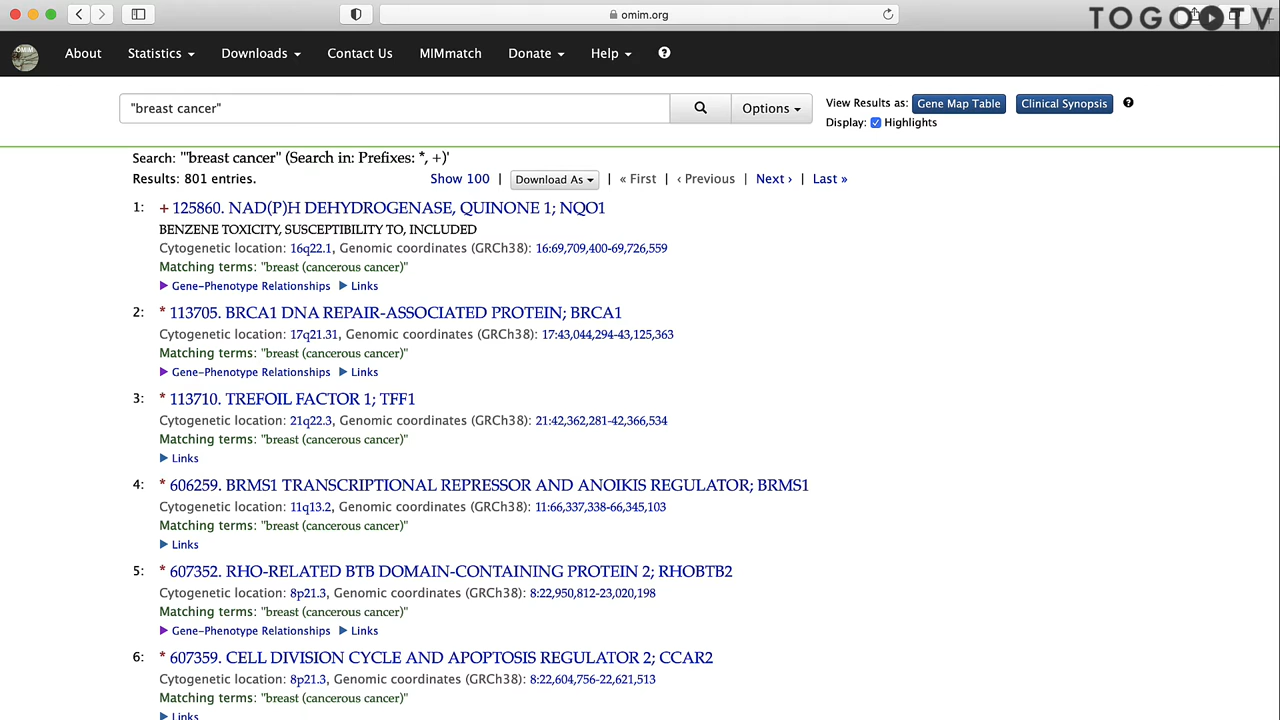 omim.org
TOGO TV
OMIM
About
Statistics
Downloads
Contact Us
MIMmatch
Donate
Help
"breast cancer"
Options
View Results as: Gene Map Table Clinical Synopsis
Display: Highlights
Search: '"breast cancer" (Search in: Prefixes: *, +)'
Results: 801 entries.
Show 100 | Download As | « First | ‹ Previous | Next › | Last »
1: + 125860. NAD(P)H DEHYDROGENASE, QUINONE 1; NQO1
BENZENE TOXICITY, SUSCEPTIBILITY TO, INCLUDED
Cytogenetic location: 16q22.1, Genomic coordinates (GRCh38): 16:69,709,400-69,726,559
Matching terms: "breast (cancerous cancer)"
Gene-Phenotype Relationships Links
2: * 113705. BRCA1 DNA REPAIR-ASSOCIATED PROTEIN; BRCA1
Cytogenetic location: 17q21.31, Genomic coordinates (GRCh38): 17:43,044,294-43,125,363
Matching terms: "breast (cancerous cancer)"
Gene-Phenotype Relationships Links
3: * 113710. TREFOIL FACTOR 1; TFF1
Cytogenetic location: 21q22.3, Genomic coordinates (GRCh38): 21:42,362,281-42,366,534
Matching terms: "breast (cancerous cancer)"
Links
4: * 606259. BRMS1 TRANSCRIPTIONAL REPRESSOR AND ANOIKIS REGULATOR; BRMS1
Cytogenetic location: 11q13.2, Genomic coordinates (GRCh38): 11:66,337,338-66,345,103
Matching terms: "breast (cancerous cancer)"
Links
5: * 607352. RHO-RELATED BTB DOMAIN-CONTAINING PROTEIN 2; RHOBTB2
Cytogenetic location: 8p21.3, Genomic coordinates (GRCh38): 8:22,950,812-23,020,198
Matching terms: "breast (cancerous cancer)"
Gene-Phenotype Relationships Links
6: * 607359. CELL DIVISION CYCLE AND APOPTOSIS REGULATOR 2; CCAR2
Cytogenetic location: 8p21.3, Genomic coordinates (GRCh38): 8:22,604,756-22,621,513
Matching terms: "breast (cancerous cancer)"
Links